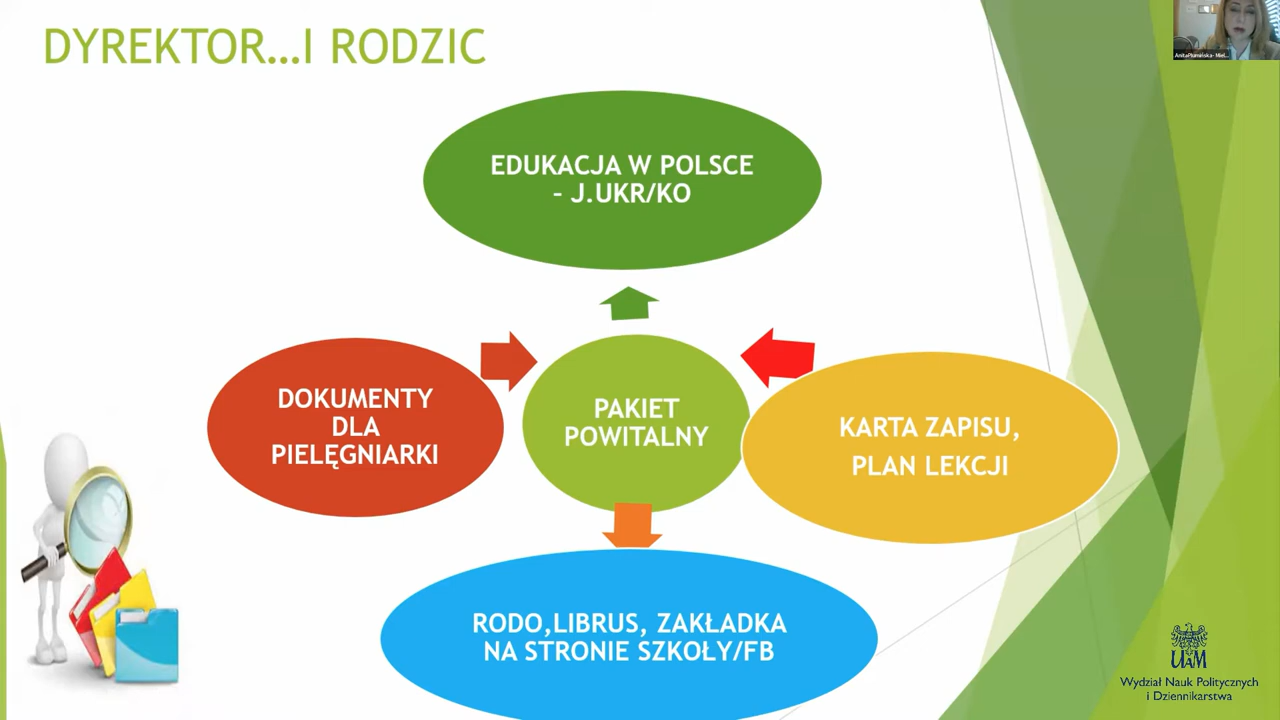 DYREKTOR...I RODZIC
EDUKACJA W POLSCE
- J.UKR/KO
DOKUMENTY
DLA
PIELĘGNIARKI
PAKIET
POWITALNY
KARTA ZAPISU,
PLAN LEKCJI
RODO,LIBRUS, ZAKŁADKA
NA STRONIE SZKOŁY/FB
UAM
Wydział Nauk Politycznych
i Dziennikarstwa